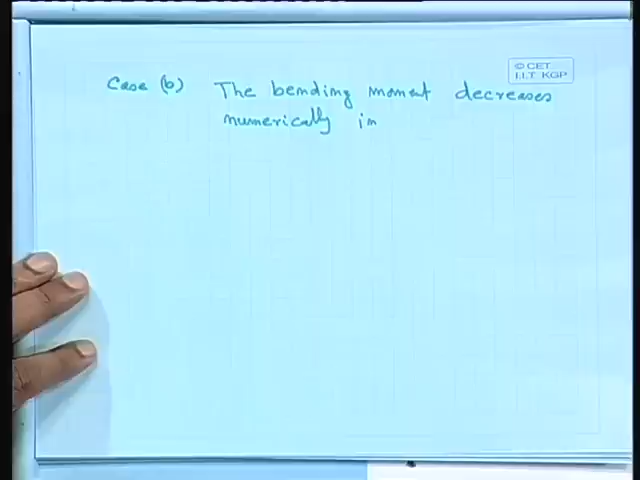 © CET
I.I.T. KGP
Case (b) The bending moment decreases
numerically in